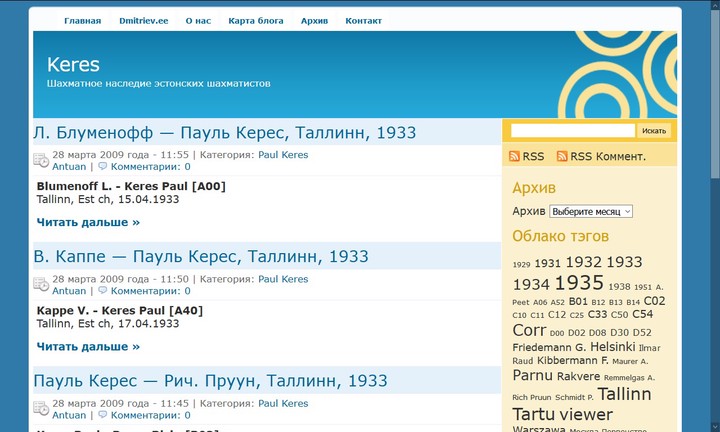 Главная Dmitriev.ee О нас Карта блога Архив Контакт
Keres
Шахматное наследие эстонских шахматистов
Л. Блуменофф — Пауль Керес, Таллинн, 1933
28 марта 2009 года - 11:55 | Категория: Paul Keres
Antuan | Комментарии: 0
Blumenoff L. - Keres Paul [A00]
Tallinn, Est ch, 15.04.1933
Читать дальше »
В. Каппе — Пауль Керес, Таллинн, 1933
28 марта 2009 года - 11:50 | Категория: Paul Keres
Antuan | Комментарии: 0
Kappe V. - Keres Paul [A40]
Tallinn, Est ch, 17.04.1933
Читать дальше »
Пауль Керес — Рич. Пруун, Таллинн, 1933
28 марта 2009 года - 11:45 | Категория: Paul Keres
Antuan | Комментарии: 0
Искать
RSS RSS Коммент.
Архив
Архив Выберите месяц
Облако тэгов
1929 1931 1932 1933
1934 1935 1938 1951 A.
Peet A06 A52 B01 B12 B13 B14 C02
C10 C11 C12 C25 C33 C50 C54
Corr D00 D02 D08 D30 D52
Friedemann G. Helsinki Ilmar
Raud Kibbermann F. Maurer A.
Parnu Rakvere Remmelgas A.
Rich Pruun Schmidt P. Tallinn
Tartu viewer
Warszawa